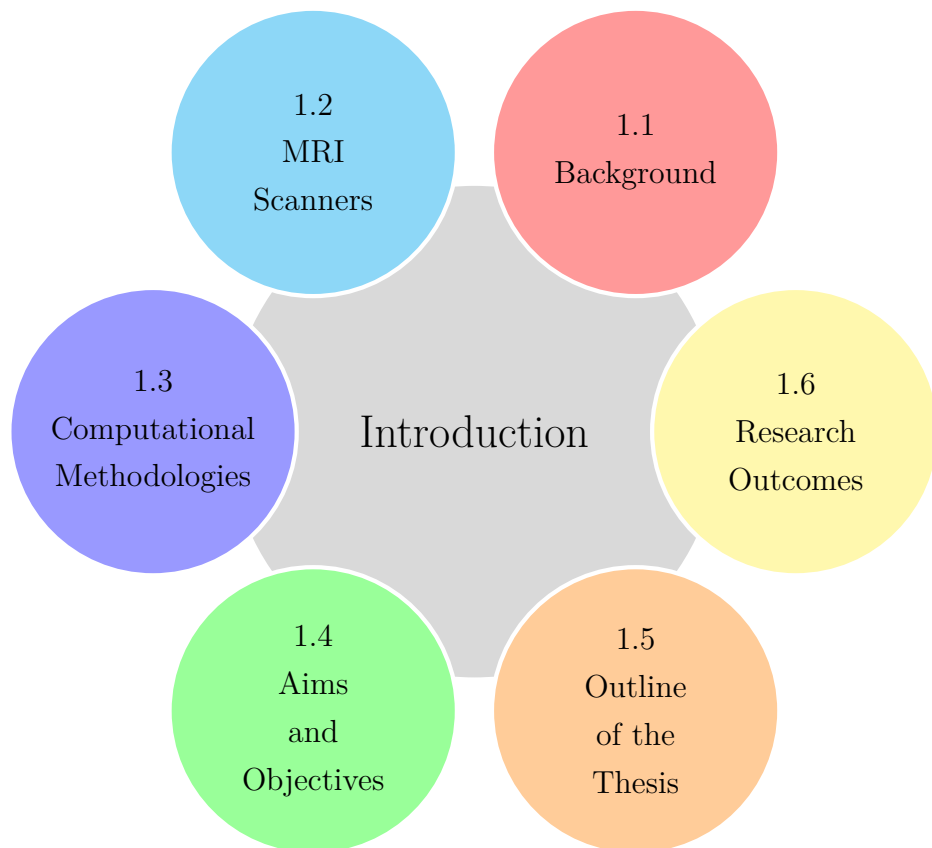 1.1
Background
1.2
MRI
Scanners
1.3
Computational
Methodologies
Introduction
1.6
Research
Outcomes
1.4
Aims
and
Objectives
1.5
Outline
of the
Thesis